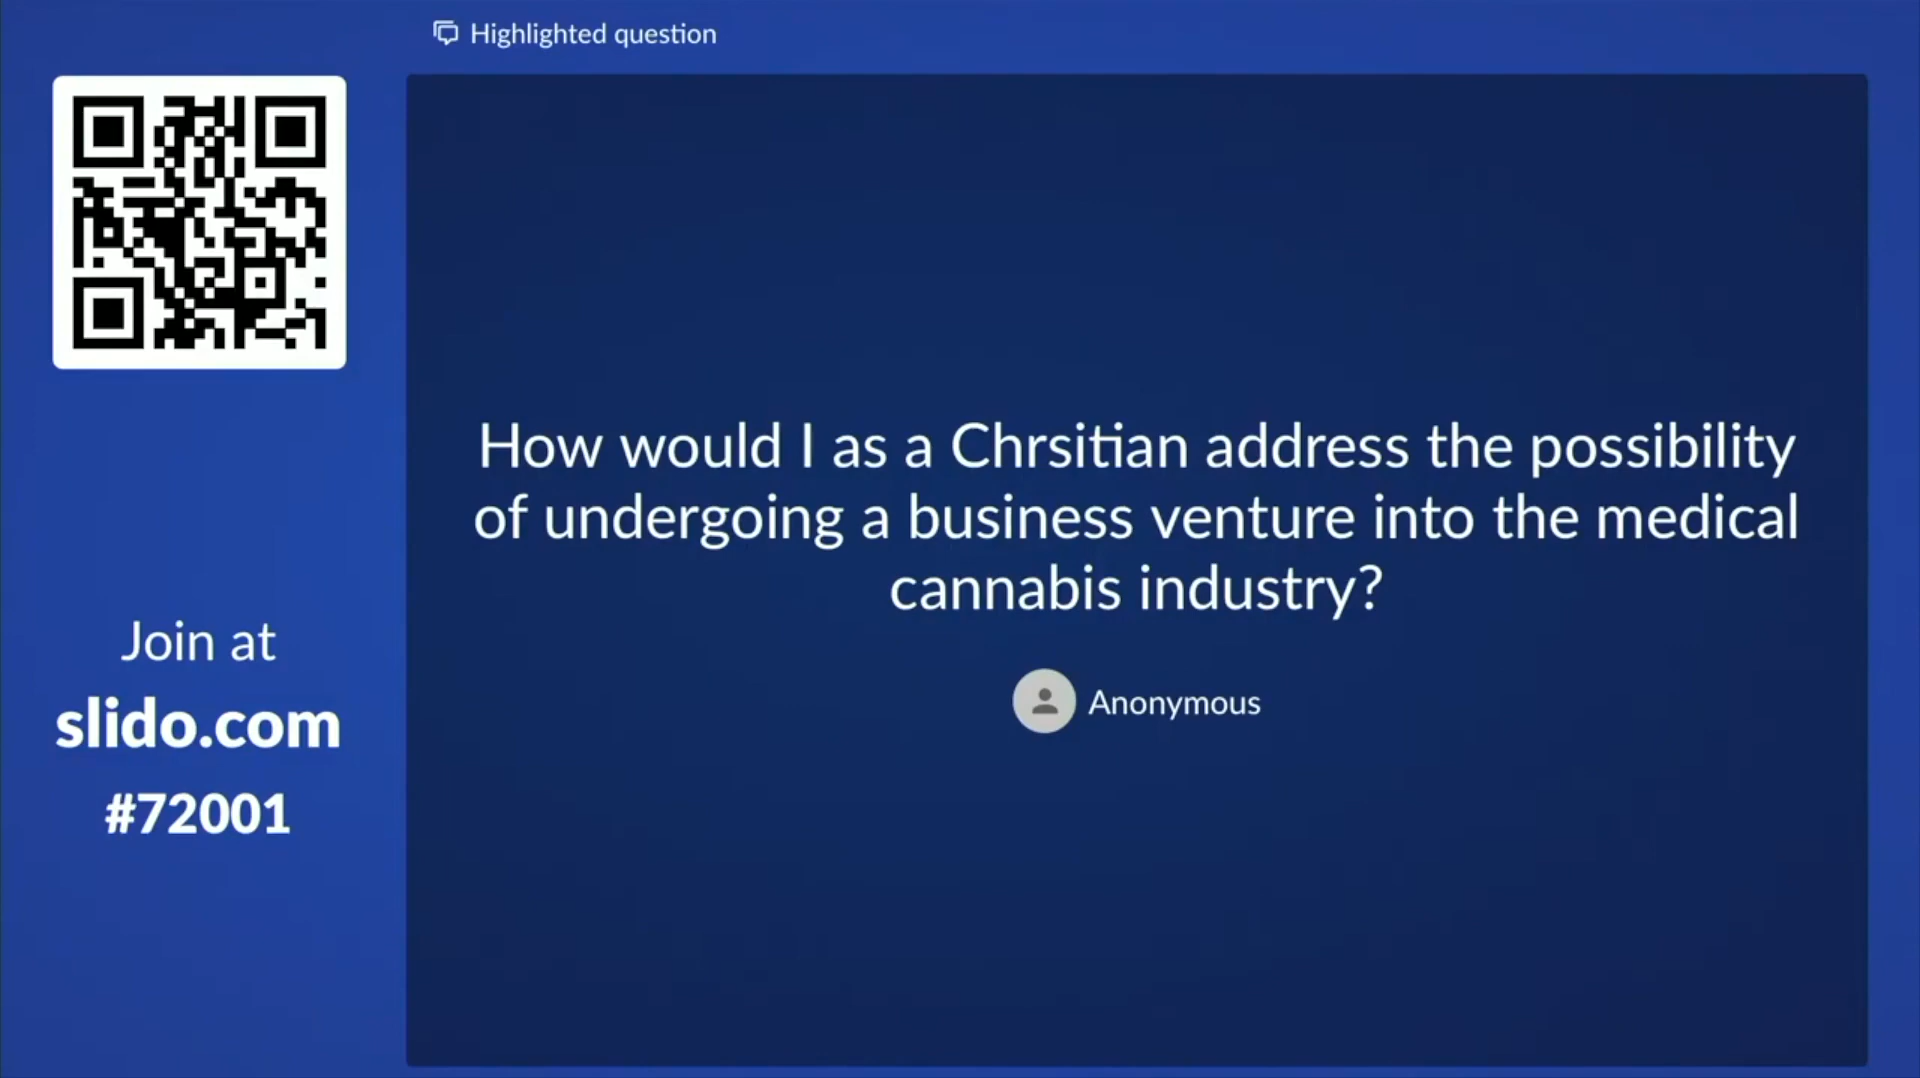 Highlighted question
How would I as a Chrsitian address the possibility
of undergoing a business venture into the medical
cannabis industry?
Anonymous
Join at
slido.com
#72001